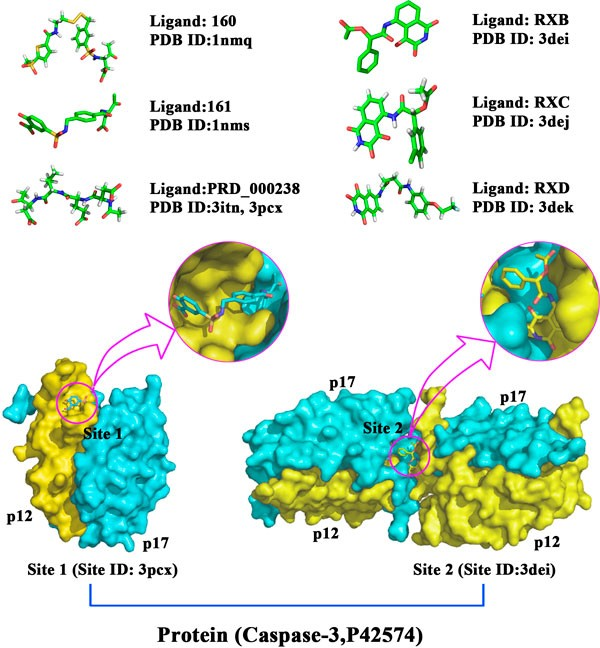 Ligand: 160
PDB ID:1nmq
Ligand: RXB
PDB ID: 3dei
Ligand:161
PDB ID:1nms
Ligand: RXC
PDB ID: 3dej
Ligand:PRD_000238
PDB ID:3itn, 3pcx
Ligand: RXD
PDB ID: 3dek
p17
p17
Site 1
Site 2
p12
p17
p12
p12
Site 1 (Site ID: 3pcx)
Site 2 (Site ID:3dei)
Protein (Caspase-3,P42574)